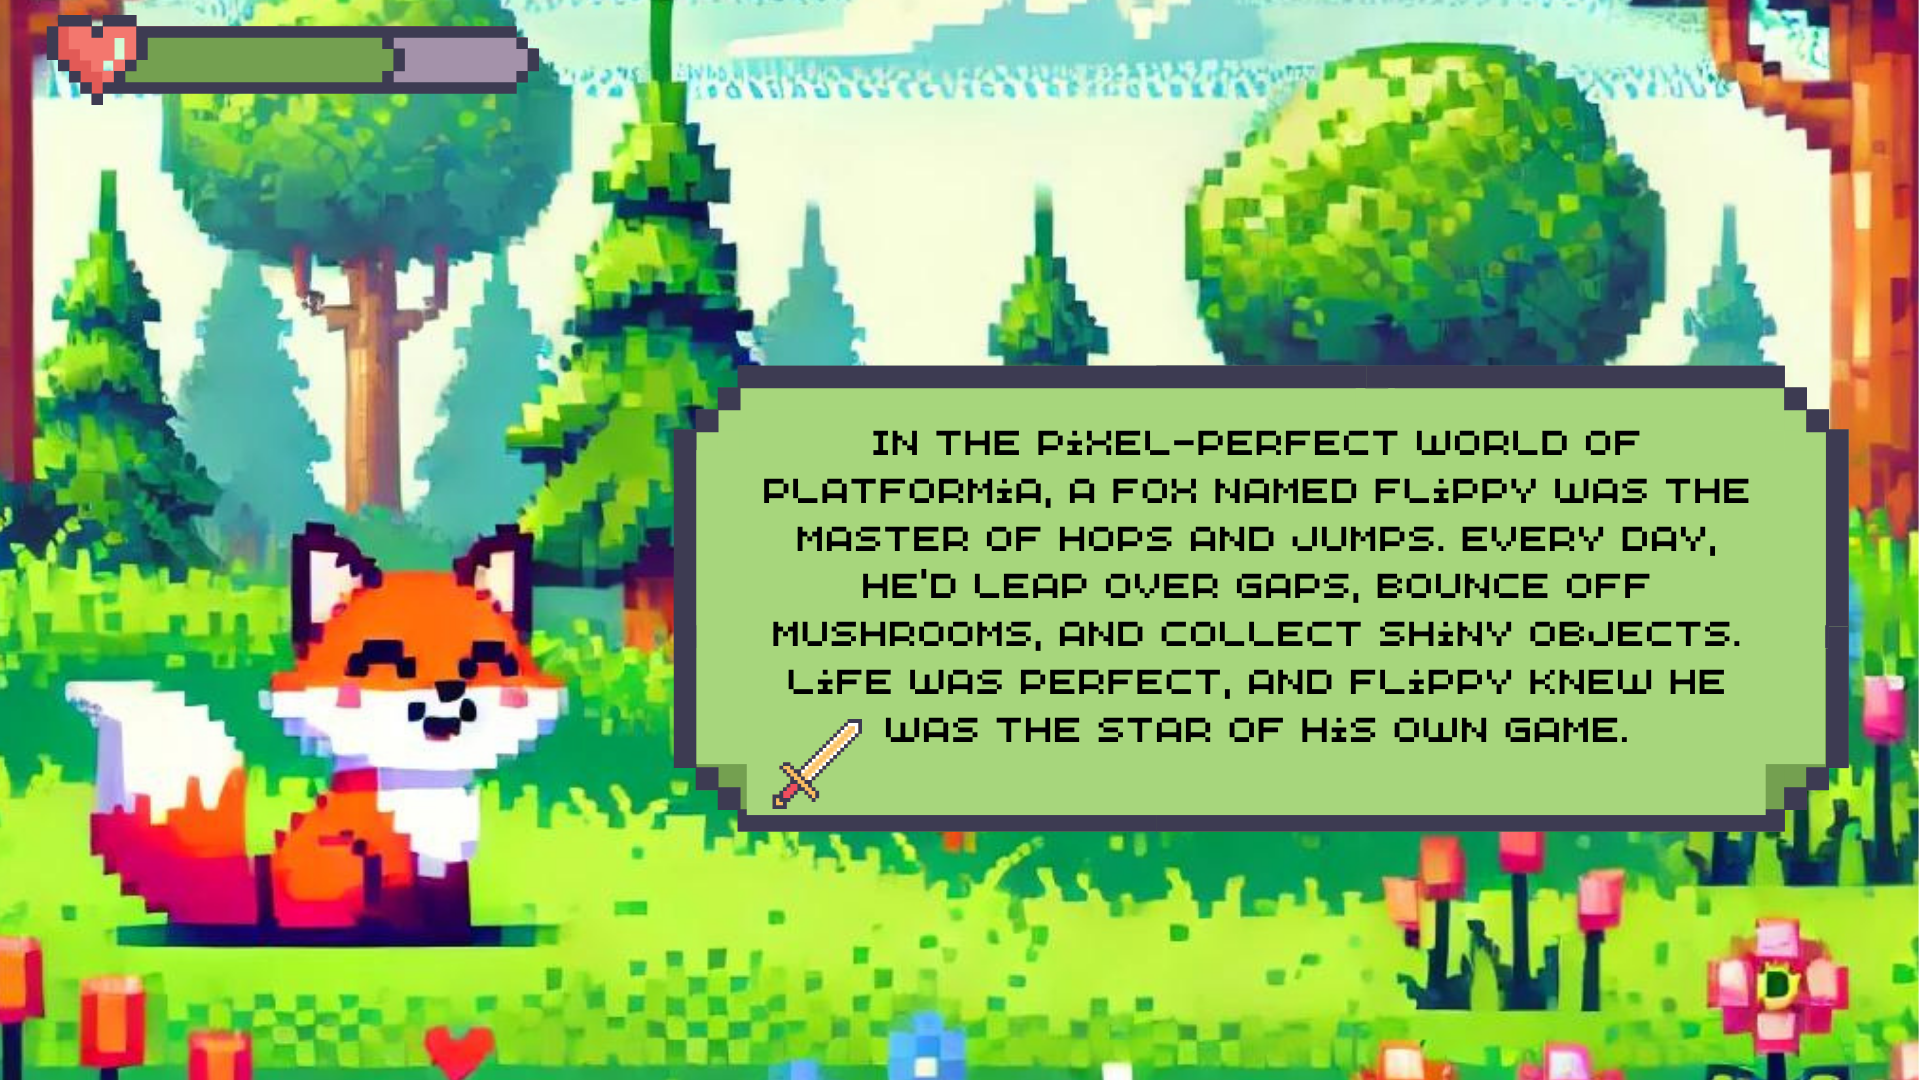 IN THE PiXEL-PERFECT WORLD OF
PLATFORMiA, A FOX NAMED FLiPPY WAS THE
MASTER OF HOPS AND JUMPS. EVERY DAY,
HE'D LEAP OVER GAPS, BOUNCE OFF
MUSHROOMS, AND COLLECT SHiNY OBJECTS.
LiFE WAS PERFECT, AND FLiPPY KNEW HE
WAS THE STAR OF HiS OWN GAME.